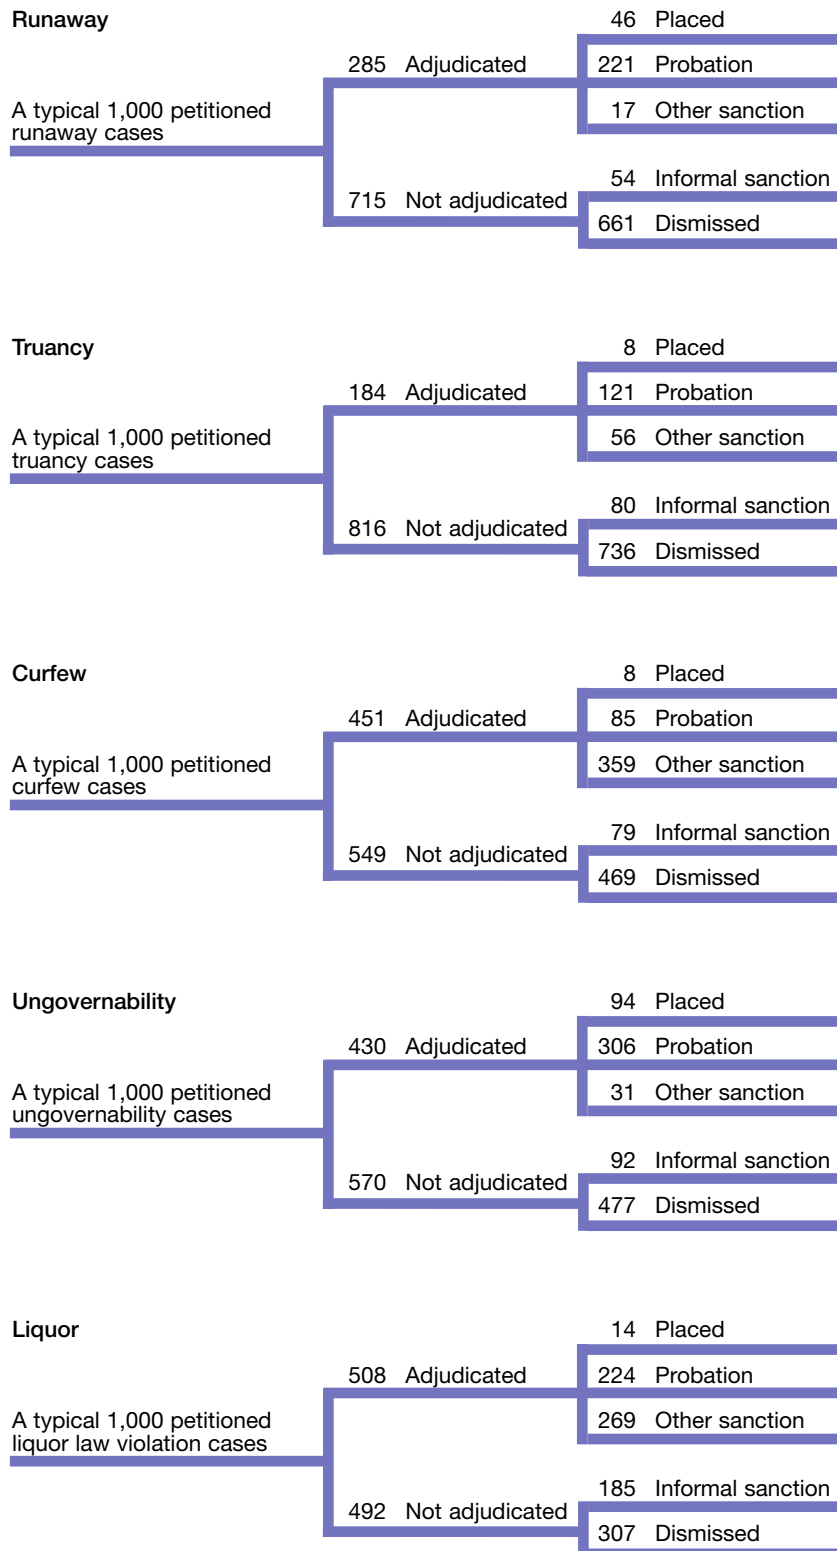 Runaway
46 Placed
285 Adjudicated
221 Probation
A typical 1,000 petitioned
runaway cases
17 Other sanction
54 Informal sanction
715 Not adjudicated
661 Dismissed
Truancy
8 Placed
184 Adjudicated
121 Probation
A typical 1,000 petitioned
truancy cases
56 Other sanction
80 Informal sanction
816 Not adjudicated
736 Dismissed
Curfew
8 Placed
451 Adjudicated
85 Probation
A typical 1,000 petitioned
curfew cases
359 Other sanction
79 Informal sanction
549 Not adjudicated
469 Dismissed
Ungovernability
94 Placed
430 Adjudicated
306 Probation
A typical 1,000 petitioned
ungovernability cases
31 Other sanction
92 Informal sanction
570 Not adjudicated
477 Dismissed
Liquor
14 Placed
508 Adjudicated
224 Probation
A typical 1,000 petitioned
liquor law violation cases
269 Other sanction
185 Informal sanction
492 Not adjudicated
307 Dismissed